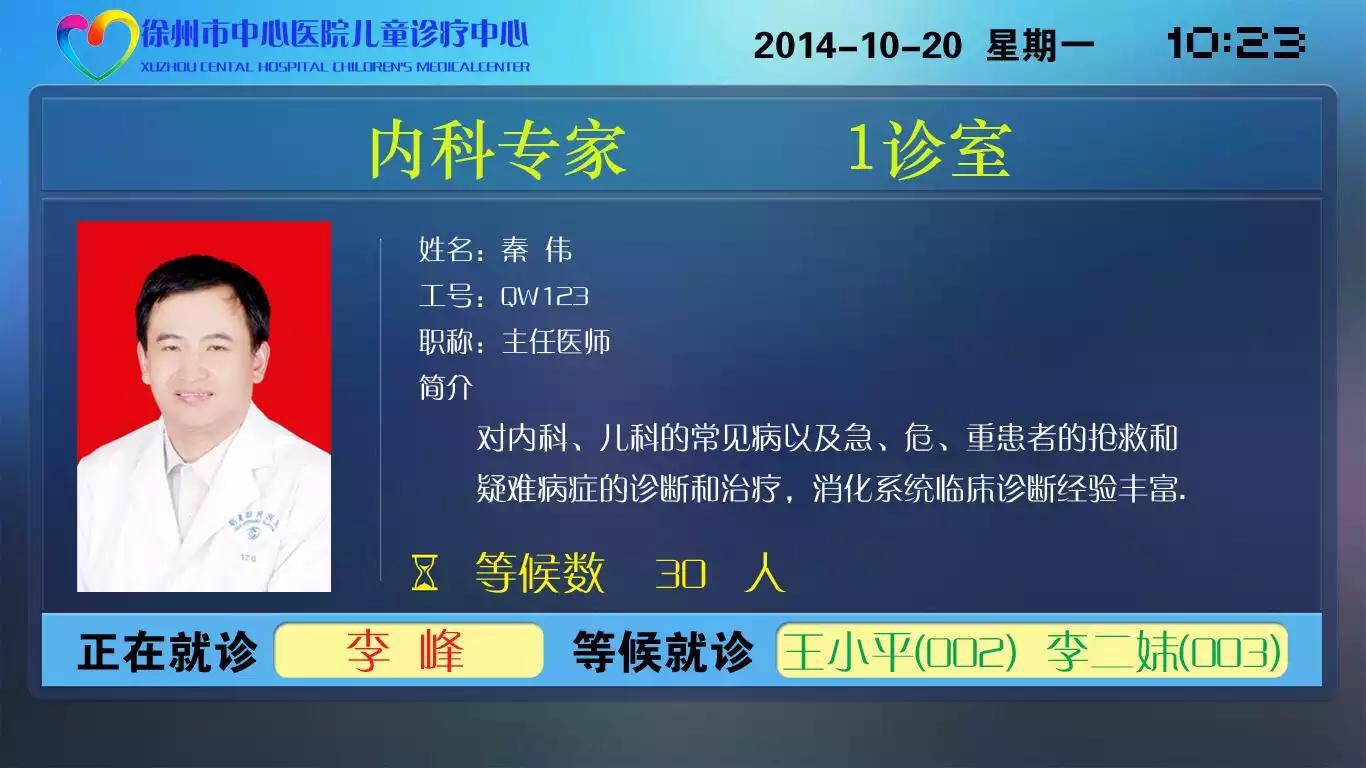 徐州市中心医院儿童诊疗中心
XUZHOU CENTAL HOSPITAL CHILDREN'S MEDICALCENTER
2014-10-20 星期一 10:23
内科专家 1诊室
姓名：秦 伟
工号：QW123
职称：主任医师
简介
对内科、儿科的常见病以及急、危、重患者的抢救和
疑难病症的诊断和治疗，消化系统临床诊断经验丰富.
170
等候数 30 人
正在就诊 李 峰 等候就诊 王小平(002) 李二妹(003)